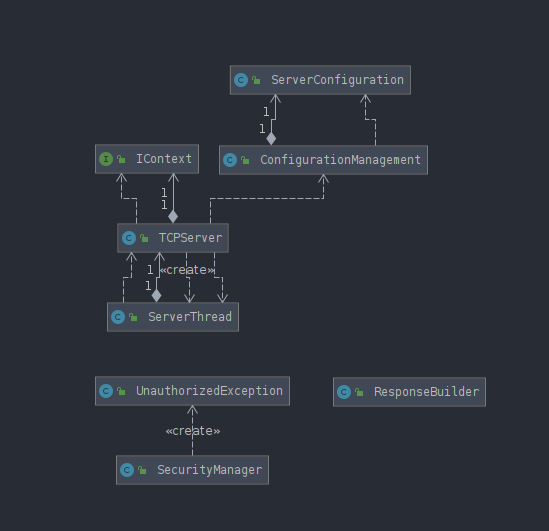 ServerConfiguration
1
1
IContext
ConfigurationManagement
1
1
TCPServer
1 «create»
1
ServerThread
UnauthorizedException
ResponseBuilder
«create»
SecurityManager